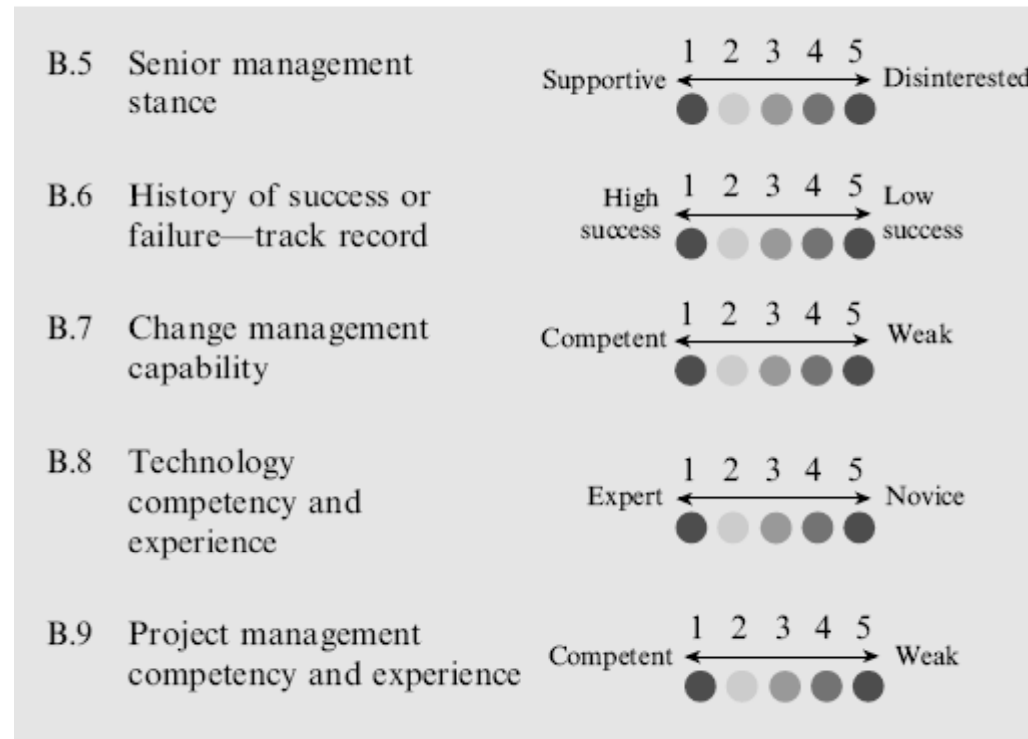 B.5 Senior management stance
1 2 3 4 5
Supportive Disinterested
B.6 History of success or failure—track record
1 2 3 4 5
High success Low success
B.7 Change management capability
1 2 3 4 5
Competent Weak
B.8 Technology competency and experience
1 2 3 4 5
Expert Novice
B.9 Project management competency and experience
1 2 3 4 5
Competent Weak